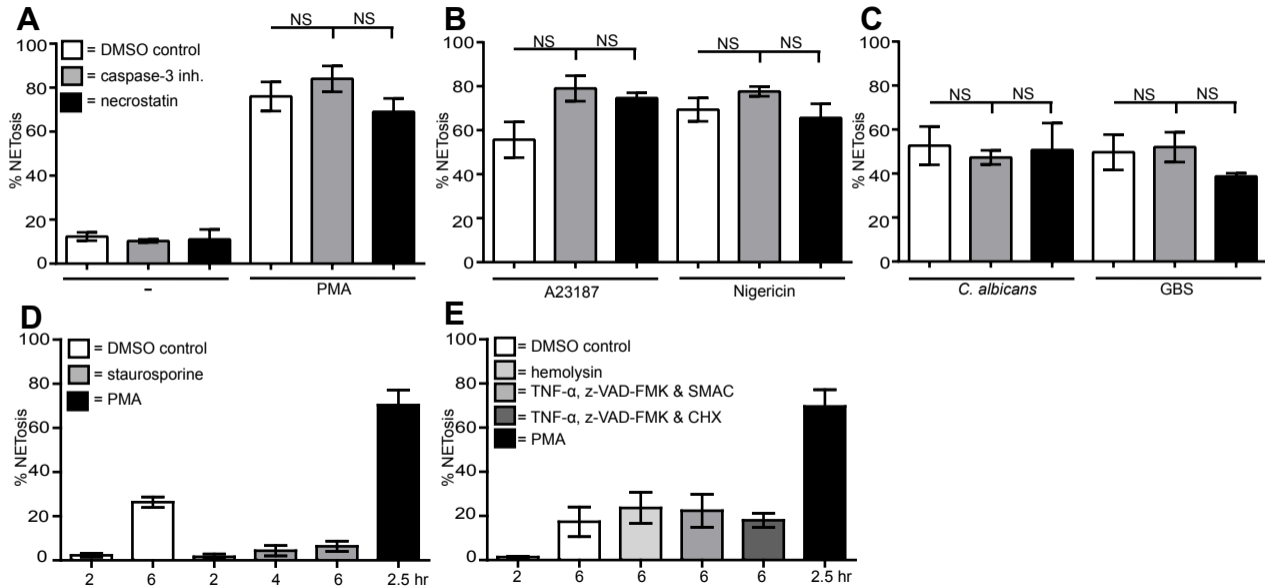 A
NS NS
100
80
60
40
20
0
% NETosis
= DMSO control
= caspase-3 inh.
= necrostatin
–
PMA
B
NS NS
NS NS
100
80
60
40
20
0
% NETosis
A23187
Nigericin
C
NS NS
NS NS
100
80
60
40
20
0
% NETosis
C. albicans
GBS
D
100
80
60
40
20
0
% NETosis
= DMSO control
= staurosporine
= PMA
2 6 2 4 6 2.5 hr
E
100
80
60
40
20
0
% NETosis
= DMSO control
= hemolysin
= TNF-α, z-VAD-FMK & SMAC
= TNF-α, z-VAD-FMK & CHX
= PMA
2 6 6 6 6 2.5 hr